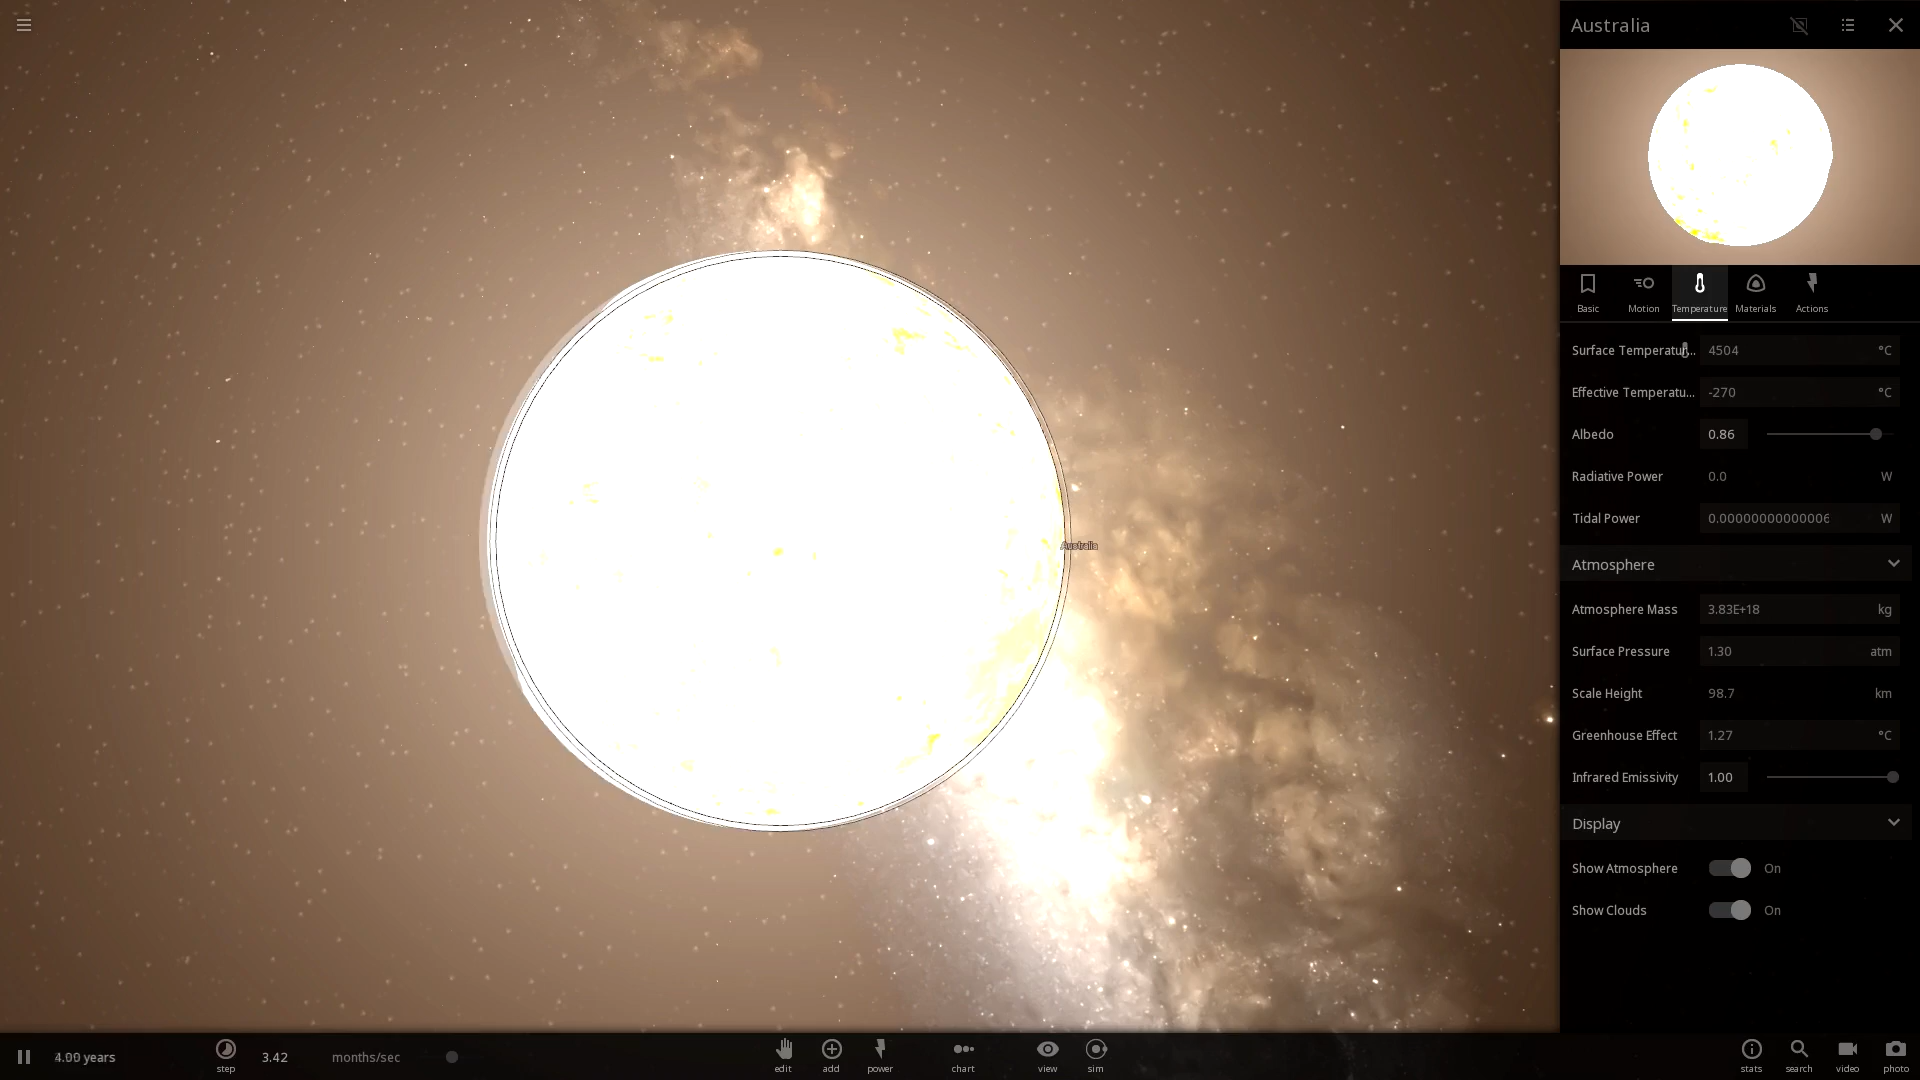 Australia
Basic
Motion
Temperature
Materials
Actions
Surface Temperatur... 4504 °C
Effective Temperatu... -270 °C
Albedo 0.86
Radiative Power 0.0 W
Tidal Power 0.00000000000006 W
Atmosphere
Atmosphere Mass 3.83E+18 kg
Surface Pressure 1.30 atm
Scale Height 98.7 km
Greenhouse Effect 1.27 °C
Infrared Emissivity 1.00
Display
Show Atmosphere On
Show Clouds On
Australia
4.00 years
step
3.42 months/sec
edit
add
power
chart
view
sim
stats
search
video
photo